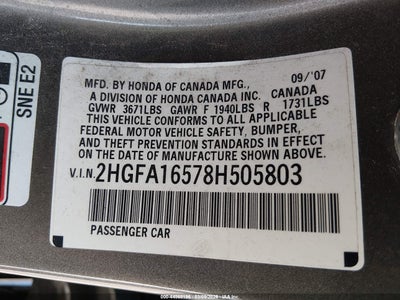 SNE E2
MFD. BY HONDA OF CANADA MFG., 09/'07
A DIVISION OF HONDA CANADA INC. CANADA
GVWR 3671LBS GAWR F 1940LBS R 1731LBS
THIS VEHICLE CONFORMS TO ALL APPLICABLE
FEDERAL MOTOR VEHICLE SAFETY, BUMPER,
AND THEFT PREVENTION STANDARDS IN EFFECT
ON THE DATE OF MANUFACTURE SHOWN ABOVE.
V.I.N. 2HGFA16578H505803
PASSENGER CAR